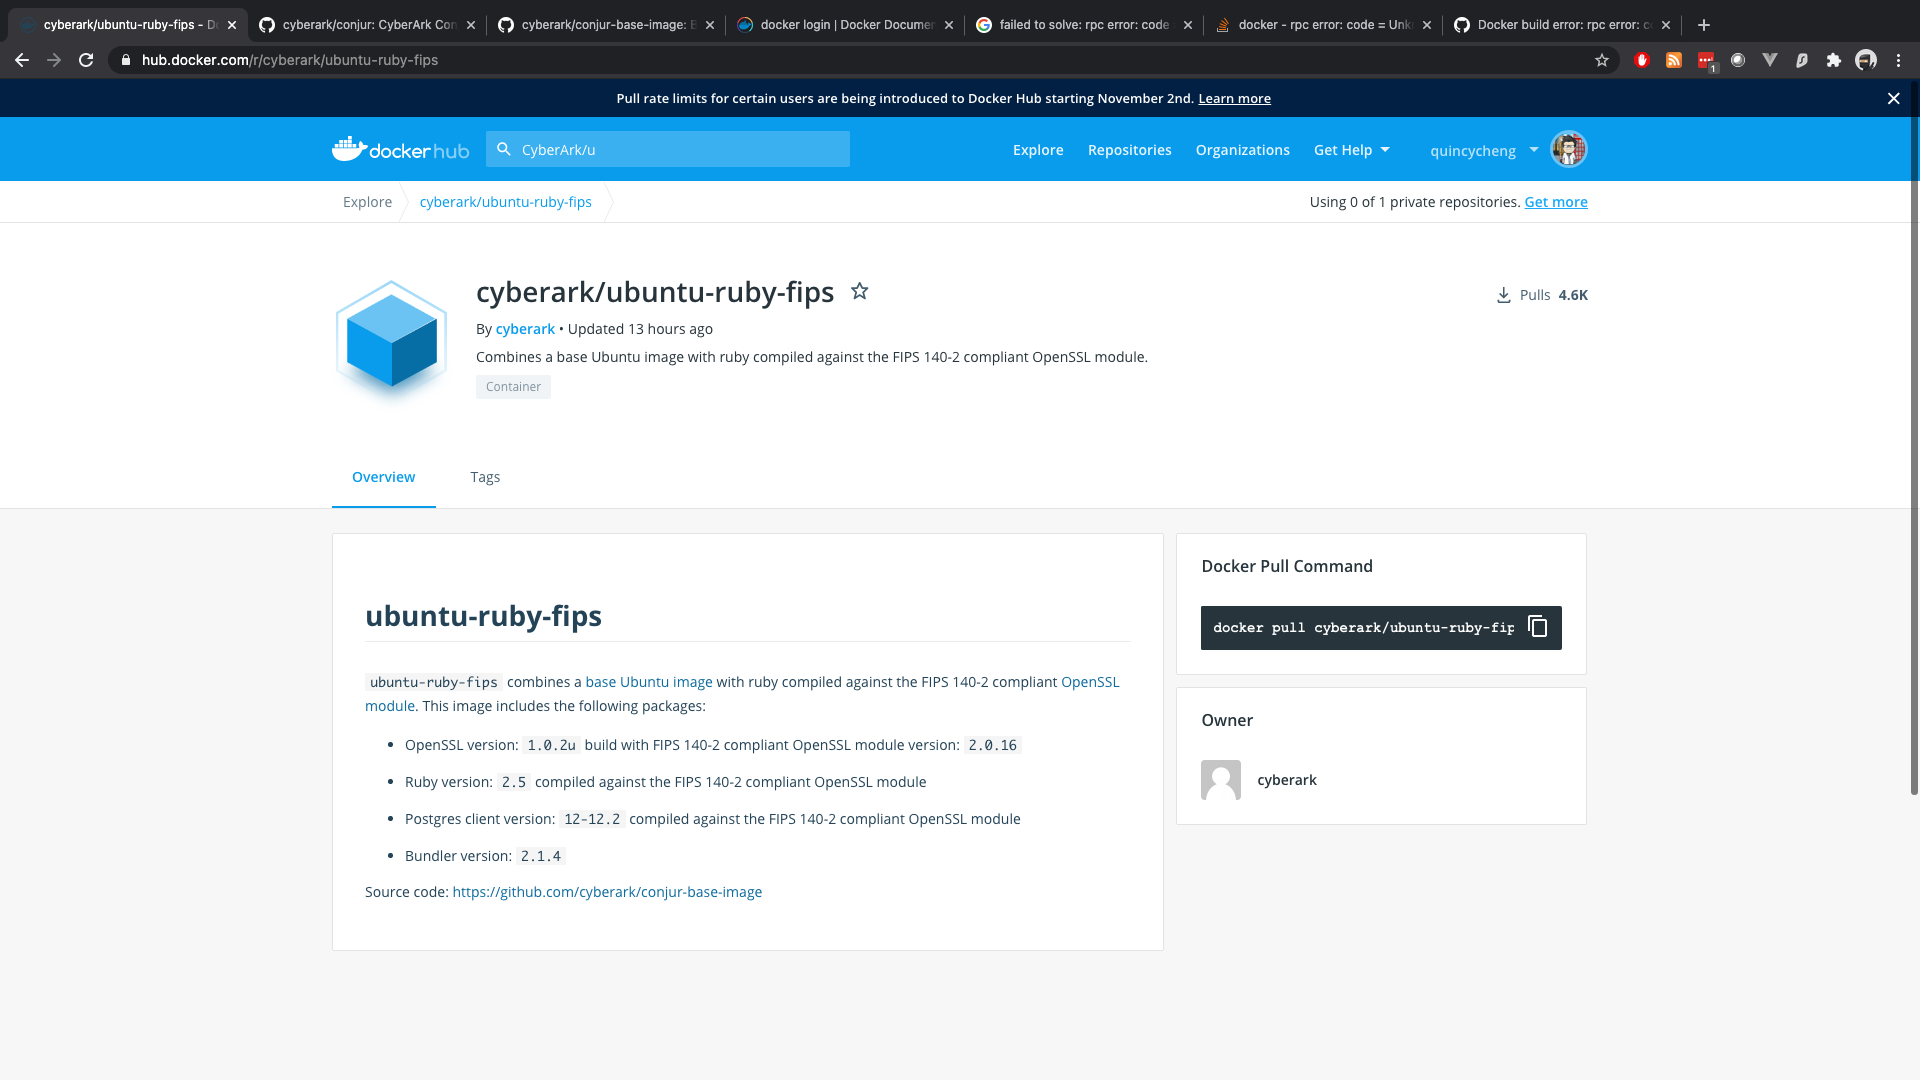 cyberark/ubuntu-ruby-fips - Do
cyberark/conjur: CyberArk Con
cyberark/conjur-base-image: B
docker login | Docker Documen
failed to solve: rpc error: code
docker - rpc error: code = Unk
Docker build error: rpc error: co
hub.docker.com/r/cyberark/ubuntu-ruby-fips
1
Pull rate limits for certain users are being introduced to Docker Hub starting November 2nd. Learn more
docker hub
CyberArk/u
Explore
Repositories
Organizations
Get Help
quincycheng
Explore
cyberark/ubuntu-ruby-fips
Using 0 of 1 private repositories. Get more
cyberark/ubuntu-ruby-fips
Pulls 4.6K
By cyberark • Updated 13 hours ago
Combines a base Ubuntu image with ruby compiled against the FIPS 140-2 compliant OpenSSL module.
Container
Overview
Tags
ubuntu-ruby-fips
ubuntu-ruby-fips combines a base Ubuntu image with ruby compiled against the FIPS 140-2 compliant OpenSSL
module. This image includes the following packages:
• OpenSSL version: 1.0.2u build with FIPS 140-2 compliant OpenSSL module version: 2.0.16
• Ruby version: 2.5 compiled against the FIPS 140-2 compliant OpenSSL module
• Postgres client version: 12-12.2 compiled against the FIPS 140-2 compliant OpenSSL module
• Bundler version: 2.1.4
Source code: https://github.com/cyberark/conjur-base-image
Docker Pull Command
docker pull cyberark/ubuntu-ruby-fip
Owner
cyberark